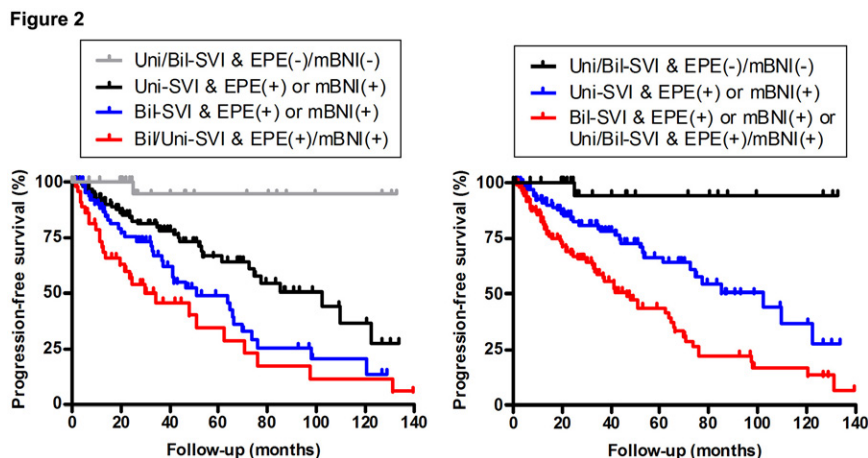 Figure 2
Uni/Bil-SVI & EPE(-)/mBNI(-)
Uni-SVI & EPE(+) or mBNI(+)
Bil-SVI & EPE(+) or mBNI(+)
Bil/Uni-SVI & EPE(+)/mBNI(+)
Progression-free survival (%)
100
75
50
25
0
0 20 40 60 80 100 120 140
Follow-up (months)
Uni/Bil-SVI & EPE(-)/mBNI(-)
Uni-SVI & EPE(+) or mBNI(+)
Bil-SVI & EPE(+) or mBNI(+) or
Uni/Bil-SVI & EPE(+)/mBNI(+)
Progression-free survival (%)
100
75
50
25
0
0 20 40 60 80 100 120 140
Follow-up (months)